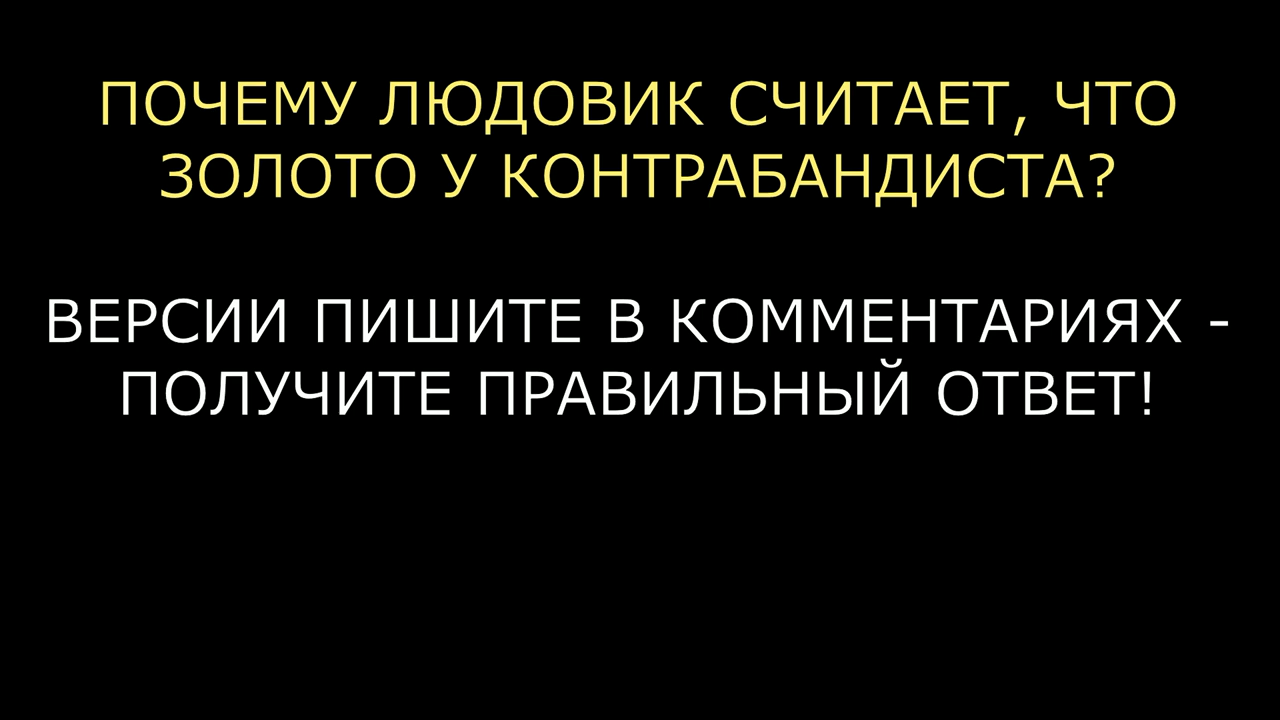 ПОЧЕМУ ЛЮДОВИК СЧИТАЕТ, ЧТО
ЗОЛОТО У КОНТРАБАНДИСТА?
ВЕРСИИ ПИШИТЕ В КОММЕНТАРИЯХ -
ПОЛУЧИТЕ ПРАВИЛЬНЫЙ ОТВЕТ!